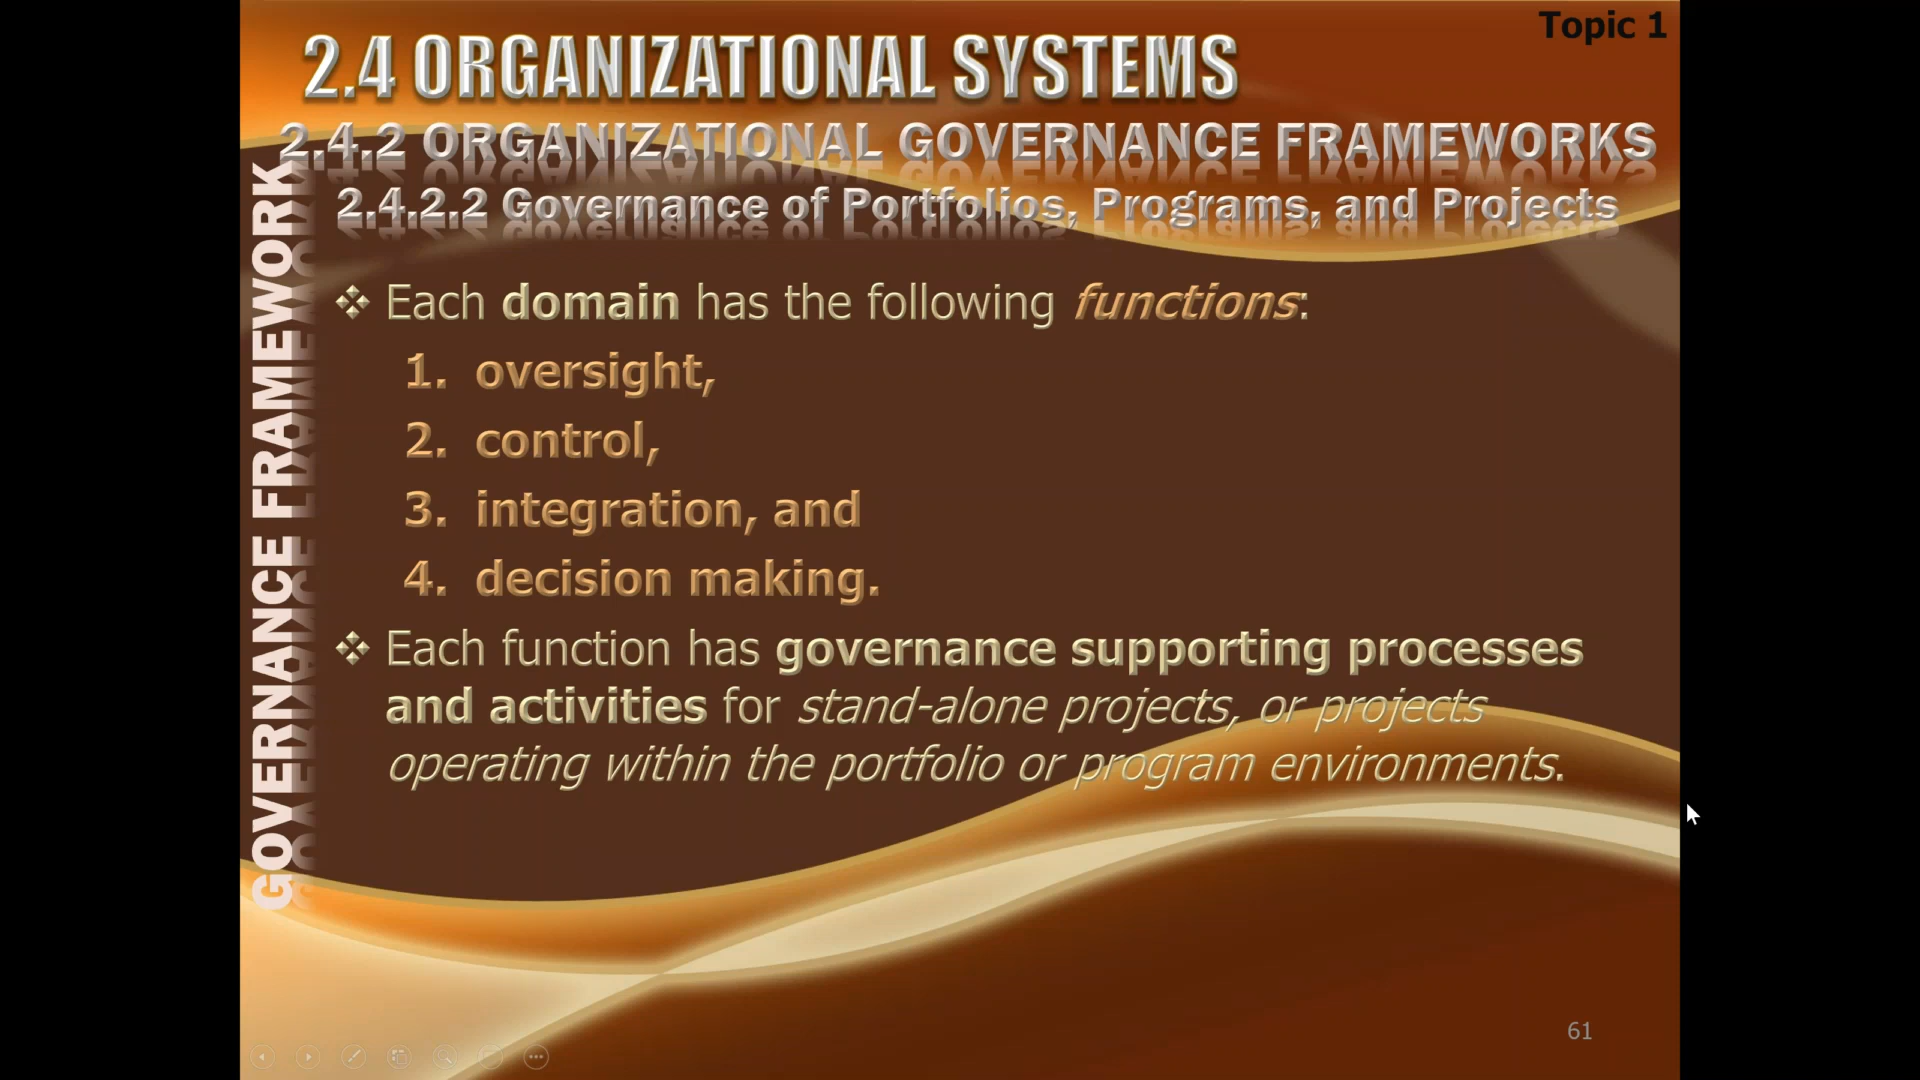 Topic 1
2.4 ORGANIZATIONAL SYSTEMS
2.4.2 ORGANIZATIONAL GOVERNANCE FRAMEWORKS
2.4.2.2 Governance of Portfolios, Programs, and Projects
GOVERNANCE FRAMEWORK
❖ Each domain has the following functions:
1. oversight,
2. control,
3. integration, and
4. decision making.
❖ Each function has governance supporting processes
and activities for stand-alone projects, or projects
operating within the portfolio or program environments.
61